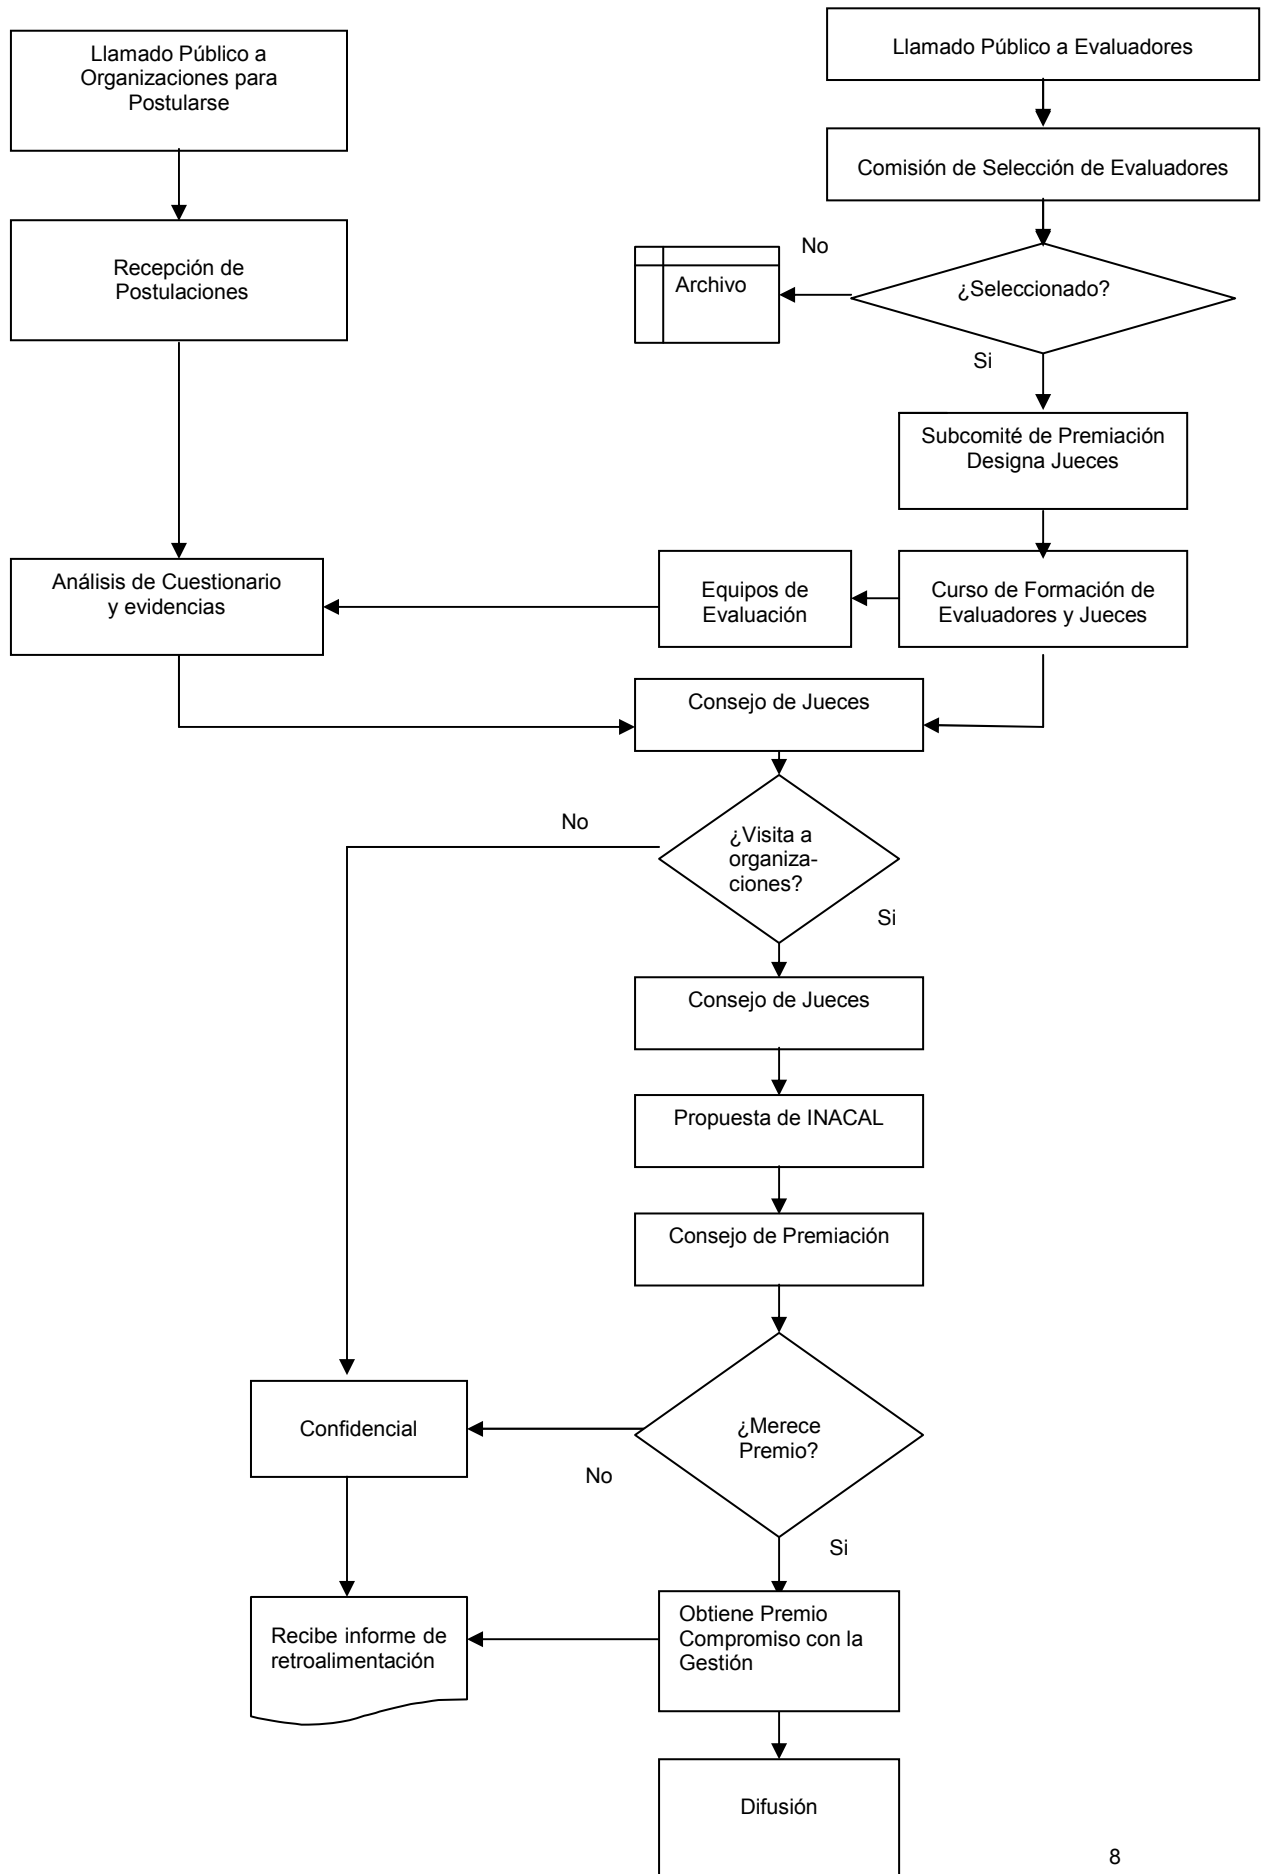 Llamado Público a
Organizaciones para
Postularse
Llamado Público a Evaluadores
Comisión de Selección de Evaluadores
Recepción de
Postulaciones
No
Archivo
¿Seleccionado?
Si
Subcomité de Premiación
Designa Jueces
Análisis de Cuestionario
y evidencias
Equipos de
Evaluación
Curso de Formación de
Evaluadores y Jueces
Consejo de Jueces
No
¿Visita a
organiza-
ciones?
Si
Consejo de Jueces
Propuesta de INACAL
Consejo de Premiación
Confidencial
¿Merece
Premio?
No
Si
Recibe informe de
retroalimentación
Obtiene Premio
Compromiso con la
Gestión
Difusión
8